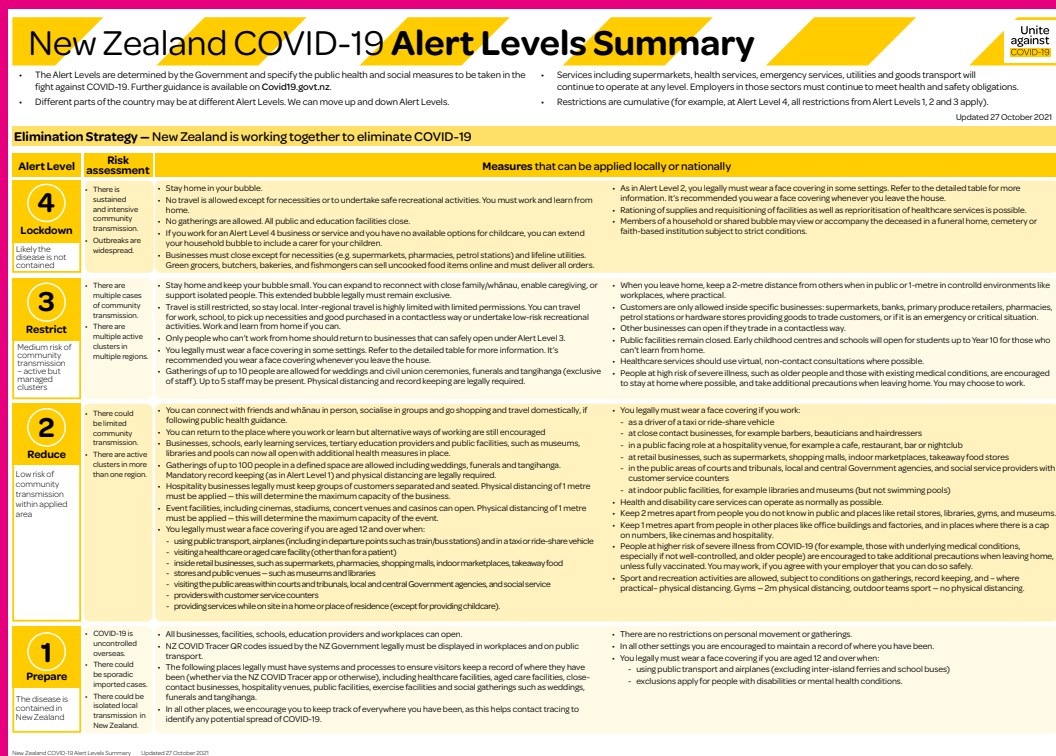 New Zealand COVID-19 Alert Levels Summary
Unite
against
COVID-19
• The Alert Levels are determined by the Government and specify the public health and social measures to be taken in the
fight against COVID-19. Further guidance is available on Covid19.govt.nz.
• Different parts of the country may be at different Alert Levels. We can move up and down Alert Levels.
• Services including supermarkets, health services, emergency services, utilities and goods transport will
continue to operate at any level. Employers in those sectors must continue to meet health and safety obligations.
• Restrictions are cumulative (for example, at Alert Level 4, all restrictions from Alert Levels 1, 2 and 3 apply).
Updated 27 October 2021
Elimination Strategy — New Zealand is working together to eliminate COVID-19
Alert Level
Risk
assessment
Measures that can be applied locally or nationally
4
Lockdown
Likely the
disease is not
contained
• There is
sustained
and intensive
community
transmission.
• Outbreaks are
widespread.
• Stay home in your bubble.
• No travel is allowed except for necessities or to undertake safe recreational activities. You must work and learn from
home.
• No gatherings are allowed. All public and education facilities close.
• If you work for an Alert Level 4 business or service and you have no available options for childcare, you can extend
your household bubble to include a carer for your children.
• Businesses must close except for necessities (e.g. supermarkets, pharmacies, petrol stations) and lifeline utilities.
Green grocers, butchers, bakeries, and fishmongers can sell uncooked food items online and must deliver all orders.
• As in Alert Level 2, you legally must wear a face covering in some settings. Refer to the detailed table for more
information. It's recommended you wear a face covering whenever you leave the house.
• Rationing of supplies and requisitioning of facilities as well as reprioritisation of healthcare services is possible.
• Members of a household or shared bubble may view or accompany the deceased in a funeral home, cemetery or
faith-based institution subject to strict conditions.
3
Restrict
Medium risk of
community
transmission
– active but
managed
clusters
• There are
multiple cases
of community
transmission.
• There are
multiple active
clusters in
multiple regions.
• Stay home and keep your bubble small. You can expand to reconnect with close family/whānau, enable caregiving, or
support isolated people. This extended bubble legally must remain exclusive.
• Travel is still restricted, so stay local. Inter-regional travel is highly limited with limited permissions. You can travel
for work, school, to pick up necessities and good purchased in a contactless way or undertake low-risk recreational
activities. Work and learn from home if you can.
• Only people who can't work from home should return to businesses that can safely open under Alert Level 3.
• You legally must wear a face covering in some settings. Refer to the detailed table for more information. It's
recommended you wear a face covering whenever you leave the house.
• Gatherings of up to 10 people are allowed for weddings and civil union ceremonies, funerals and tangihanga (exclusive
of staff). Up to 5 staff may be present. Physical distancing and record keeping are legally required.
• When you leave home, keep a 2-metre distance from others when in public or 1-metre in controlld environments like
workplaces, where practical.
• Customers are only allowed inside specific businesses: supermarkets, banks, primary produce retailers, pharmacies,
petrol stations or hardware stores providing goods to trade customers, or if it is an emergency or critical situation.
• Other businesses can open if they trade in a contactless way.
• Public facilities remain closed. Early childhood centres and schools will open for students up to Year 10 for those who
can't learn from home.
• Healthcare services should use virtual, non-contact consultations where possible.
• People at high risk of severe illness, such as older people and those with existing medical conditions, are encouraged
to stay at home where possible, and take additional precautions when leaving home. You may choose to work.
2
Reduce
Low risk of
community
transmission
within applied
area
• There could
be limited
community
transmission.
• There are active
clusters in more
than one region.
• You can connect with friends and whānau in person, socialise in groups and go shopping and travel domestically, if
following public health guidance.
• You can return to the place where you work or learn but alternative ways of working are still encouraged
• Businesses, schools, early learning services, tertiary education providers and public facilities, such as museums,
libraries and pools can now all open with additional health measures in place.
• Gatherings of up to 100 people in a defined space are allowed including weddings, funerals and tangihanga.
Mandatory record keeping (as in Alert Level 1) and physical distancing are legally required.
• Hospitality businesses legally must keep groups of customers separated and seated. Physical distancing of 1 metre
must be applied — this will determine the maximum capacity of the business.
• Event facilities, including cinemas, stadiums, concert venues and casinos can open. Physical distancing of 1 metre
must be applied — this will determine the maximum capacity of the event.
• You legally must wear a face covering if you are aged 12 and over when:
- using public transport, airplanes (including in departure points such as train/bus stations) and in a taxi or ride-share vehicle
- visiting a healthcare or aged care facility (other than for a patient)
- inside retail businesses, such as supermarkets, pharmacies, shopping malls, indoor marketplaces, takeaway food
- stores and public venues — such as museums and libraries
- visiting the public areas within courts and tribunals, local and central Government agencies, and social service
- providers with customer service counters
- providing services while on site in a home or place of residence (except for providing childcare).
• You legally must wear a face covering if you work:
- as a driver of a taxi or ride-share vehicle
- at close contact businesses, for example barbers, beauticians and hairdressers
- in a public facing role at a hospitality venue, for example a cafe, restaurant, bar or nightclub
- at retail businesses, such as supermarkets, shopping malls, indoor marketplaces, takeaway food stores
- in the public areas of courts and tribunals, local and central Government agencies, and social service providers with
customer service counters
- at indoor public facilities, for example libraries and museums (but not swimming pools)
• Health and disability care services can operate as normally as possible.
• Keep 2 metres apart from people you do not know in public and places like retail stores, libraries, gyms, and museums.
• Keep 1 metres apart from people in other places like office buildings and factories, and in places where there is a cap
on numbers, like cinemas and hospitality.
• People at higher risk of severe illness from COVID-19 (for example, those with underlying medical conditions,
especially if not well-controlled, and older people) are encouraged to take additional precautions when leaving home,
unless fully vaccinated. You may work, if you agree with your employer that you can do so safely.
• Sport and recreation activities are allowed, subject to conditions on gatherings, record keeping, and – where
practical– physical distancing. Gyms — 2m physical distancing, outdoor teams sport — no physical distancing.
1
Prepare
The disease is
contained in
New Zealand
• COVID-19 is
uncontrolled
overseas.
• There could
be sporadic
imported cases.
• There could be
isolated local
transmission in
New Zealand.
• All businesses, facilities, schools, education providers and workplaces can open.
• NZ COVID Tracer QR codes issued by the NZ Government legally must be displayed in workplaces and on public
transport.
• The following places legally must have systems and processes to ensure visitors keep a record of where they have
been (whether via the NZ COVID Tracer app or otherwise), including healthcare facilities, aged care facilities, close-
contact businesses, hospitality venues, public facilities, exercise facilities and social gatherings such as weddings,
funerals and tangihanga.
• In all other places, we encourage you to keep track of everywhere you have been, as this helps contact tracing to
identify any potential spread of COVID-19.
• There are no restrictions on personal movement or gatherings.
• In all other settings you are encouraged to maintain a record of where you have been.
• You legally must wear a face covering if you are aged 12 and over when:
- using public transport and airplanes (excluding inter-island ferries and school buses)
- exclusions apply for people with disabilities or mental health conditions.
New Zealand COVID-19 Alert Levels Summary Updated 27 October 2021